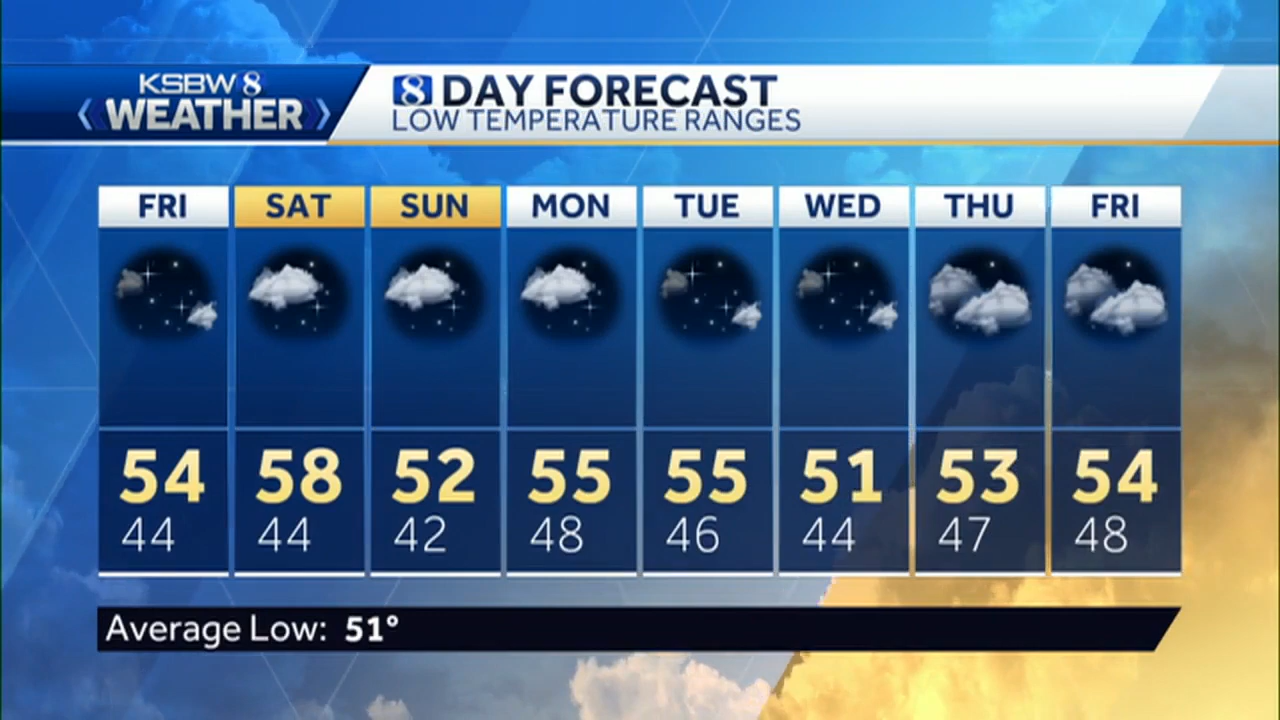 KSBW 8
WEATHER
8 DAY FORECAST
LOW TEMPERATURE RANGES
FRI SAT SUN MON TUE WED THU FRI
54 58 52 55 55 51 53 54
44 44 42 48 46 44 47 48
Average Low: 51°